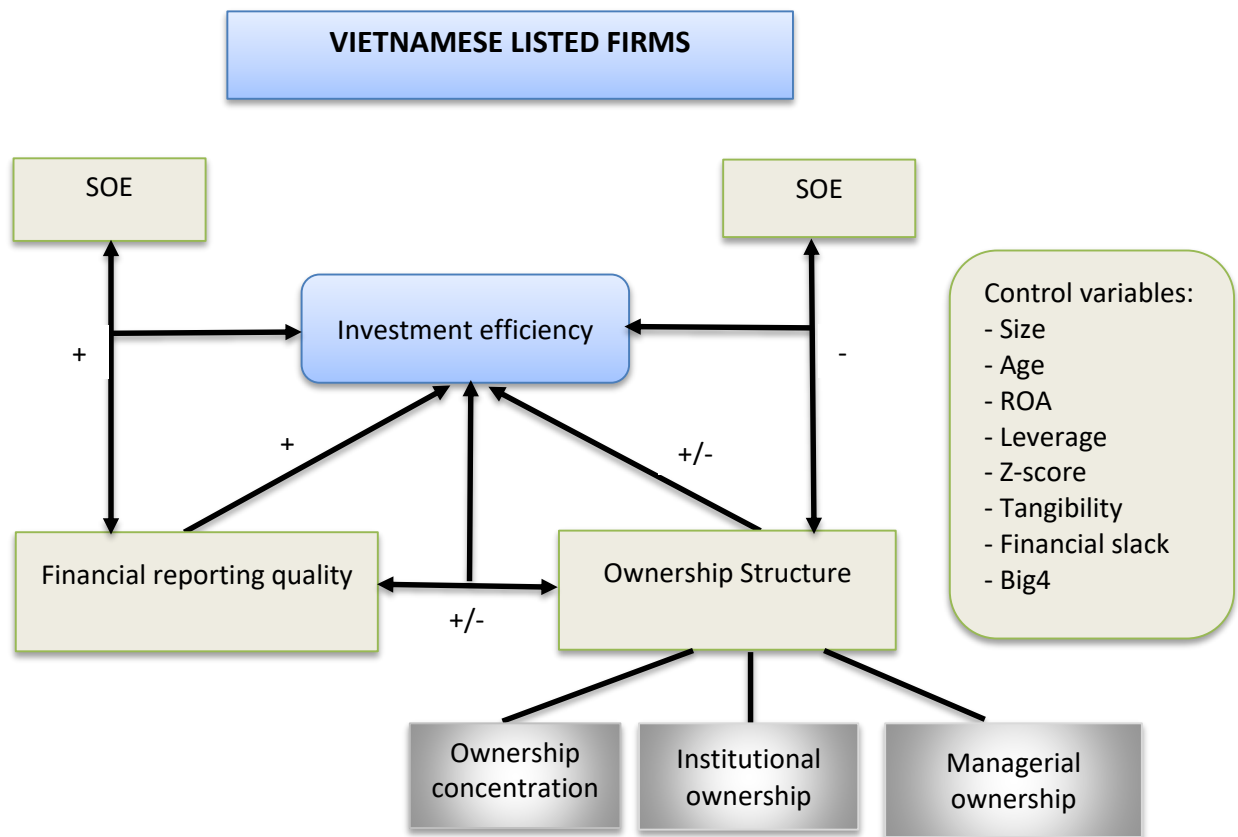 VIETNAMESE LISTED FIRMS
SOE
SOE
Investment efficiency
+
-
+
+/-
Financial reporting quality
Ownership Structure
+/-
Ownership
concentration
Institutional
ownership
Managerial
ownership
Control variables:
- Size
- Age
- ROA
- Leverage
- Z-score
- Tangibility
- Financial slack
- Big4